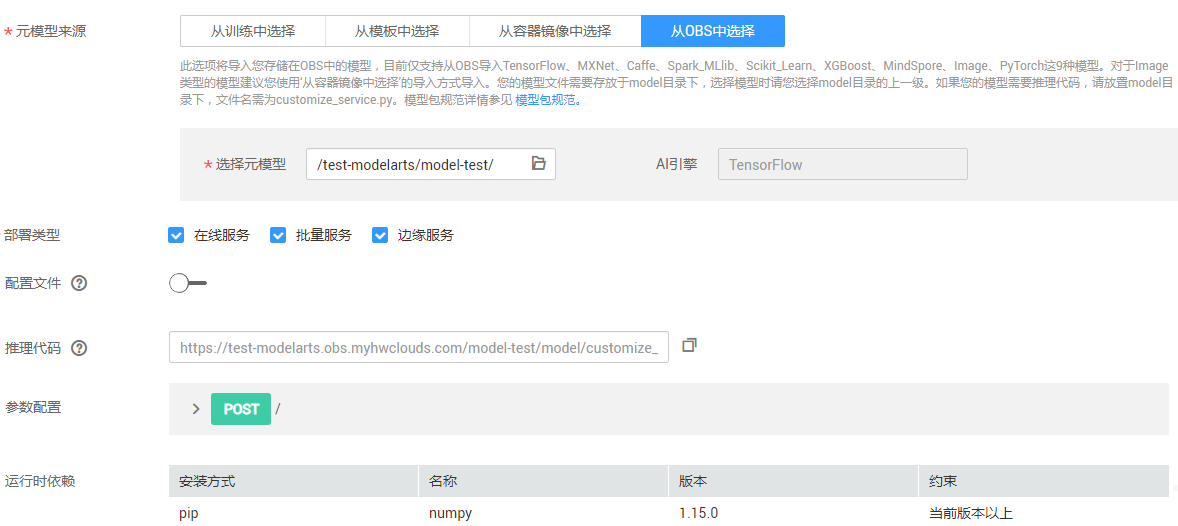 * 元模型来源
从训练中选择 从模板中选择 从容器镜像中选择 从OBS中选择
此选项将导入您存储在OBS中的模型，目前仅支持从OBS导入TensorFlow、MXNet、Caffe、Spark_MLlib、Scikit_Learn、XGBoost、MindSpore、Image、PyTorch这9种模型。对于Image
类型的模型建议您使用‘从容器镜像中选择’的导入方式导入。您的模型文件需要存放于model目录下，选择模型时请您选择model目录的上一级。如果您的模型需要推理代码，请放置model目
录下，文件名需为customize_service.py。模型包规范详情参见 模型包规范。
* 选择元模型 /test-modelarts/model-test/ AI引擎 TensorFlow
部署类型 在线服务 批量服务 边缘服务
配置文件 ?
推理代码 ? https://test-modelarts.obs.myhwclouds.com/model-test/model/customize_
参数配置 POST /
运行时依赖 安装方式 名称 版本 约束
pip numpy 1.15.0 当前版本以上